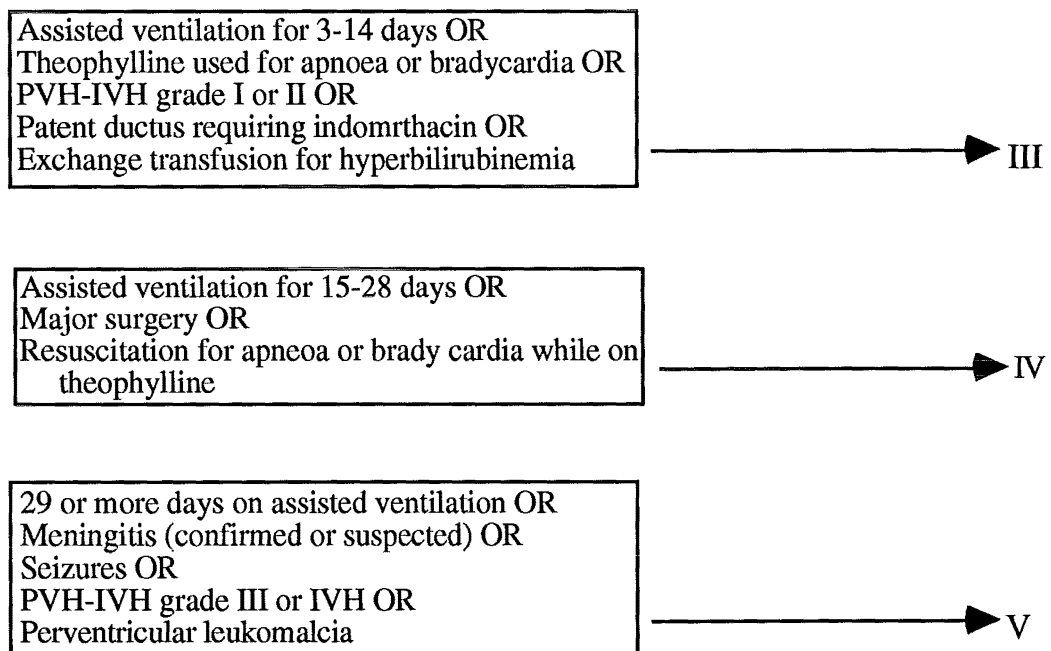 Assisted ventilation for 3-14 days OR
Theophylline used for apnoea or bradycardia OR
PVH-IVH grade I or II OR
Patent ductus requiring indomrthacin OR
Exchange transfusion for hyperbilirubinemia
III
Assisted ventilation for 15-28 days OR
Major surgery OR
Resuscitation for apneoa or brady cardia while on
theophylline
IV
29 or more days on assisted ventilation OR
Meningitis (confirmed or suspected) OR
Seizures OR
PVH-IVH grade III or IVH OR
Perventricular leukomalcia
V